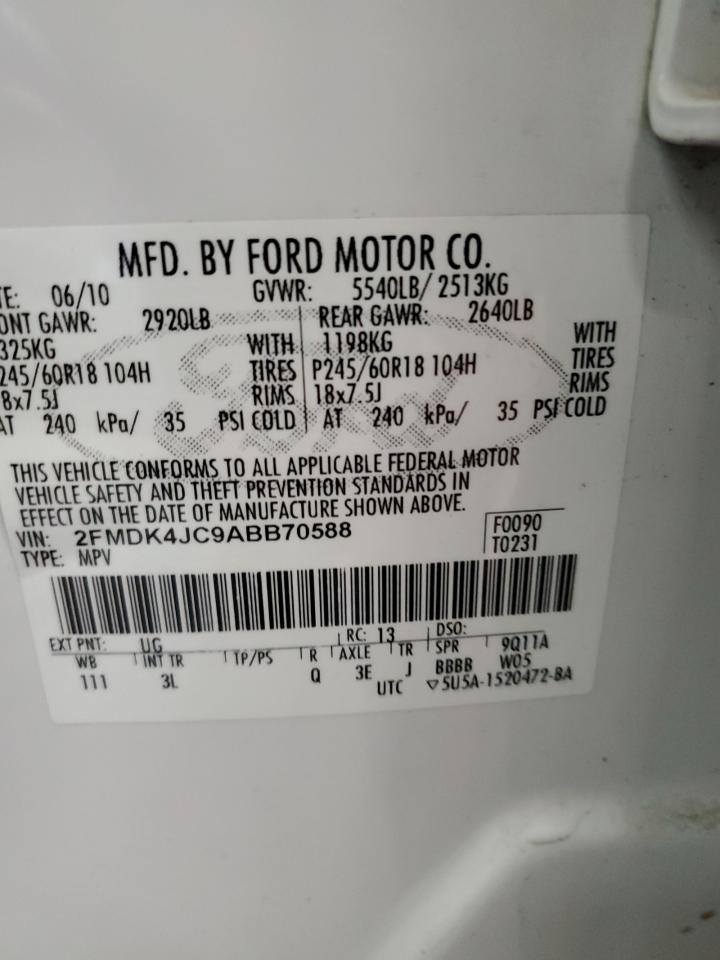 MFD. BY FORD MOTOR CO.
TE: 06/10 GVWR: 5540LB/ 2513KG
ONT GAWR: 2920LB REAR GAWR: 2640LB
325KG WITH 1198KG WITH
245/60R18 104H TIRES P245/60R18 104H TIRES
8x7.5J RIMS 18x7.5J RIMS
AT 240 kPa/ 35 PSI COLD AT 240 kPa/ 35 PSI COLD
THIS VEHICLE CONFORMS TO ALL APPLICABLE FEDERAL MOTOR
VEHICLE SAFETY AND THEFT PREVENTION STANDARDS IN
EFFECT ON THE DATE OF MANUFACTURE SHOWN ABOVE.
VIN: 2FMDK4JC9ABB70588 F0090
TYPE: MPV T0231
EXT PNT: UG RC: 13 DSO:
WB INT TR TP/PS R AXLE TR SPR 9Q11A
111 3L Q 3E J BBBB W05
UTC ▽5U5A-1520472-BA